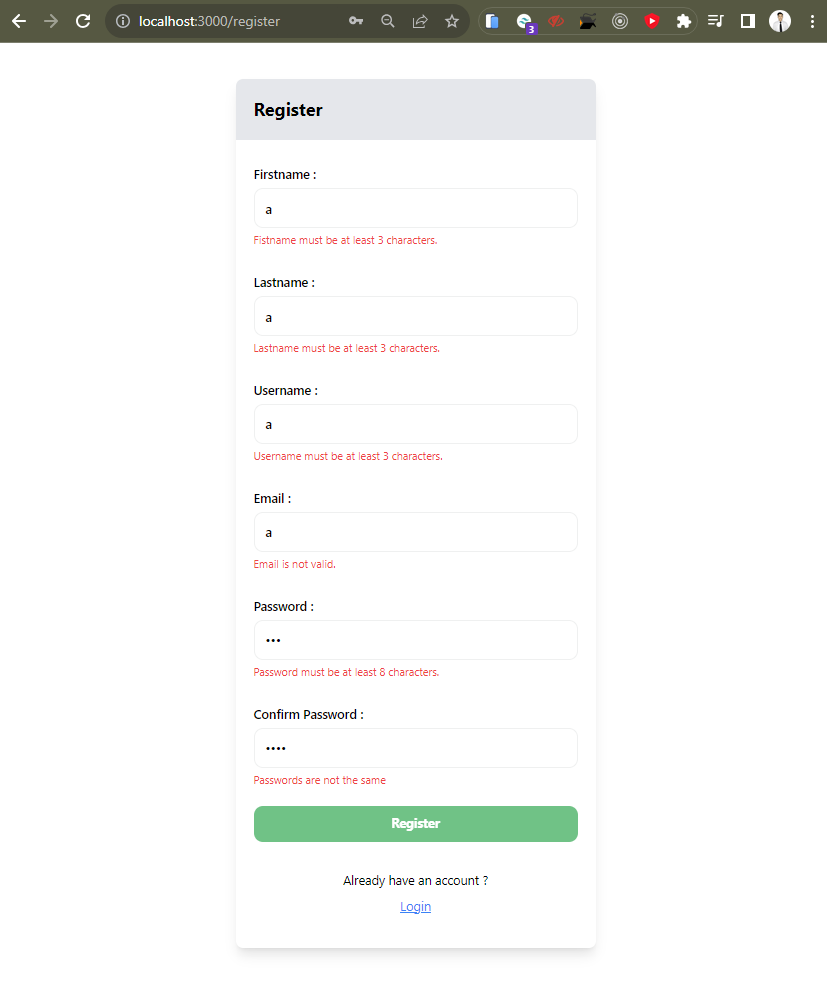 localhost:3000/register
3
Register
Firstname :
a
Fistname must be at least 3 characters.
Lastname :
a
Lastname must be at least 3 characters.
Username :
a
Username must be at least 3 characters.
Email :
a
Email is not valid.
Password :
•••
Password must be at least 8 characters.
Confirm Password :
••••
Passwords are not the same
Register
Already have an account ?
Login